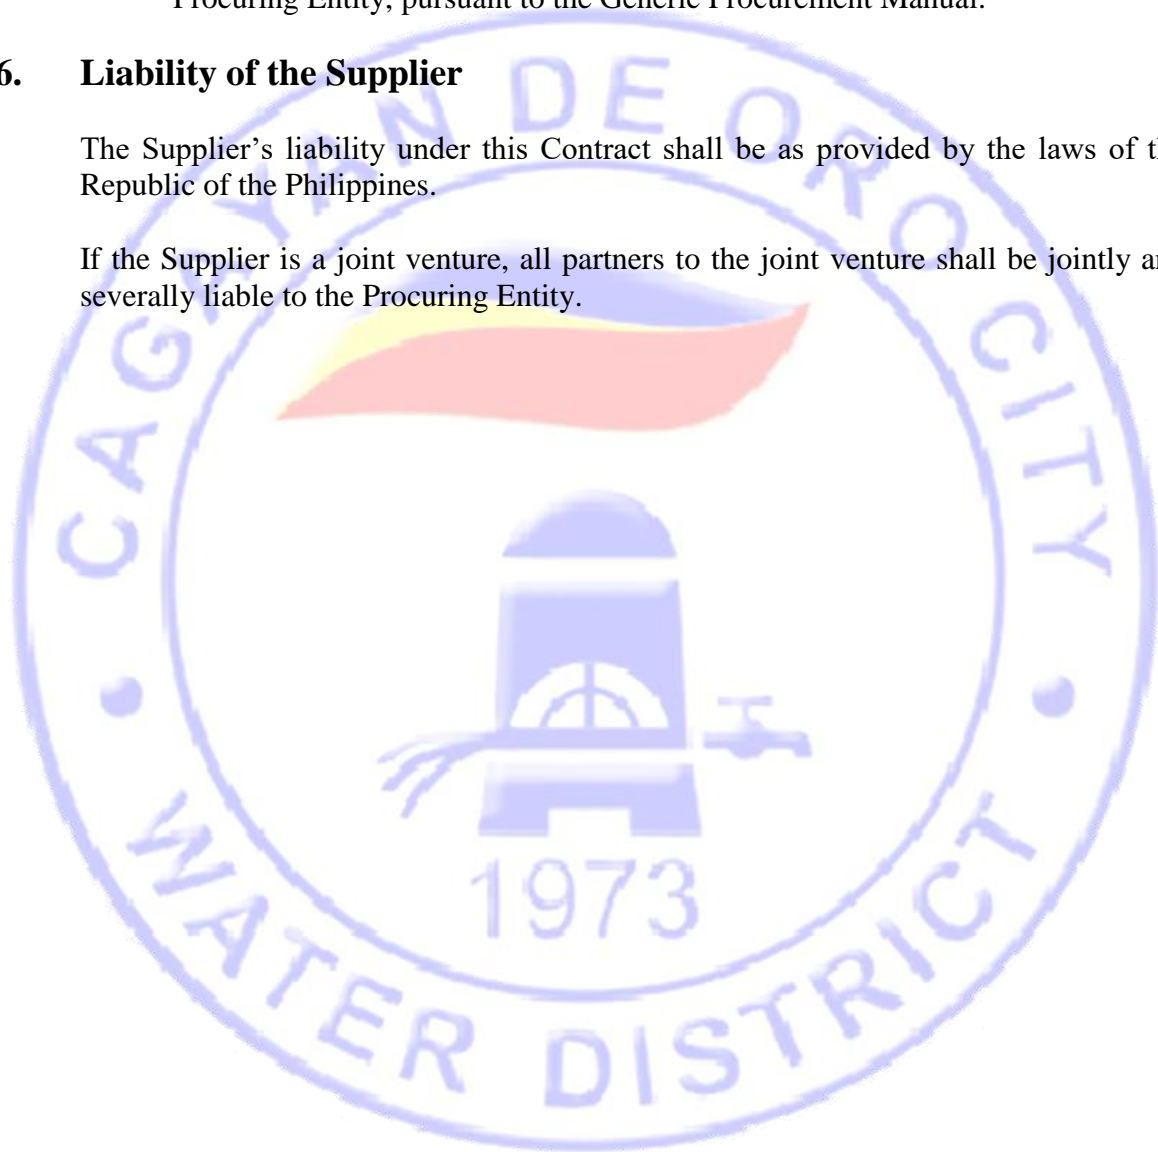 Procuring Entity, pursuant to the Generic Procurement Manual.
6. Liability of the Supplier
The Supplier’s liability under this Contract shall be as provided by the laws of
Republic of the Philippines.
If the Supplier is a joint venture, all partners to the joint venture shall be jointly
severally liable to the Procuring Entity.
CAGAYAN DE ORO CITY
1973
WATER DISTRICT